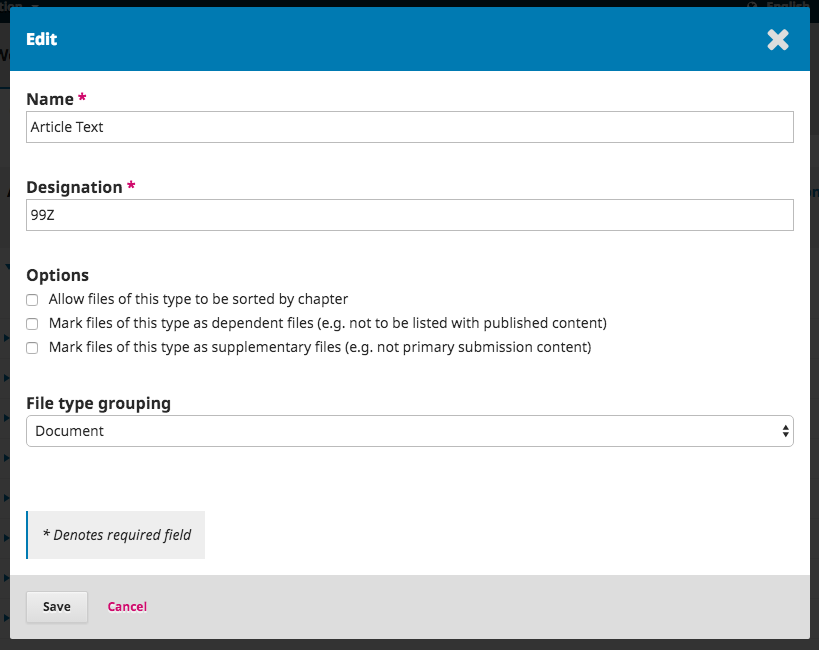 English
Edit
Name *
Article Text
Designation *
99Z
Options
Allow files of this type to be sorted by chapter
Mark files of this type as dependent files (e.g. not to be listed with published content)
Mark files of this type as supplementary files (e.g. not primary submission content)
File type grouping
Document
* Denotes required field
Save
Cancel